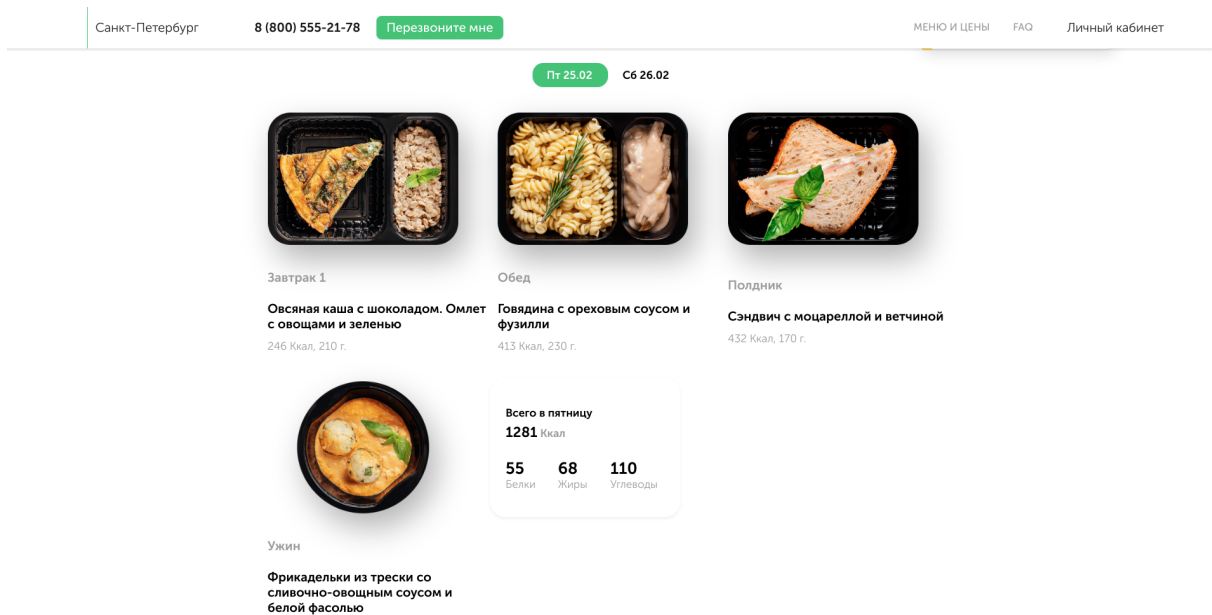 Санкт-Петербург
8 (800) 555-21-78
Перезвоните мне
МЕНЮ И ЦЕНЫ
FAQ
Личный кабинет
Пт 25.02
Сб 26.02
Завтрак 1
Овсяная каша с шоколадом. Омлет
с овощами и зеленью
246 Ккал, 210 г.
Обед
Говядина с ореховым соусом и
фузилли
413 Ккал, 230 г.
Полдник
Сэндвич с моцареллой и ветчиной
432 Ккал, 170 г.
Ужин
Фрикадельки из трески со
сливочно-овощным соусом и
белой фасолью
Всего в пятницу
1281 Ккал
55 68 110
Белки Жиры Углеводы